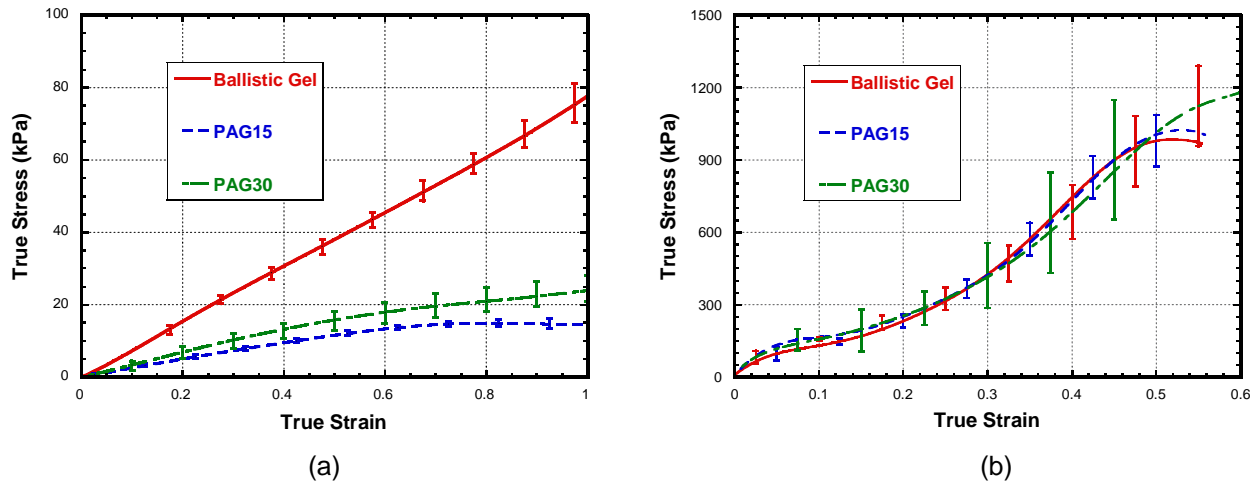 100
80
60
40
20
0
True Stress (kPa)
Ballistic Gel
PAG15
PAG30
0 0.2 0.4 0.6 0.8 1
True Strain
(a)
1500
1200
900
600
300
0
True Stress (kPa)
Ballistic Gel
PAG15
PAG30
0 0.1 0.2 0.3 0.4 0.5 0.6
True Strain
(b)